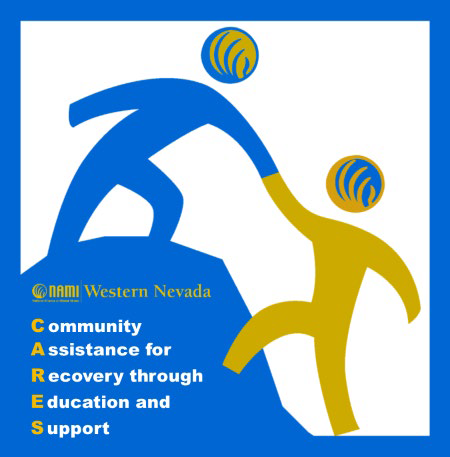 NAMI Western Nevada
Community
Assistance for
Recovery through
Education and
Support